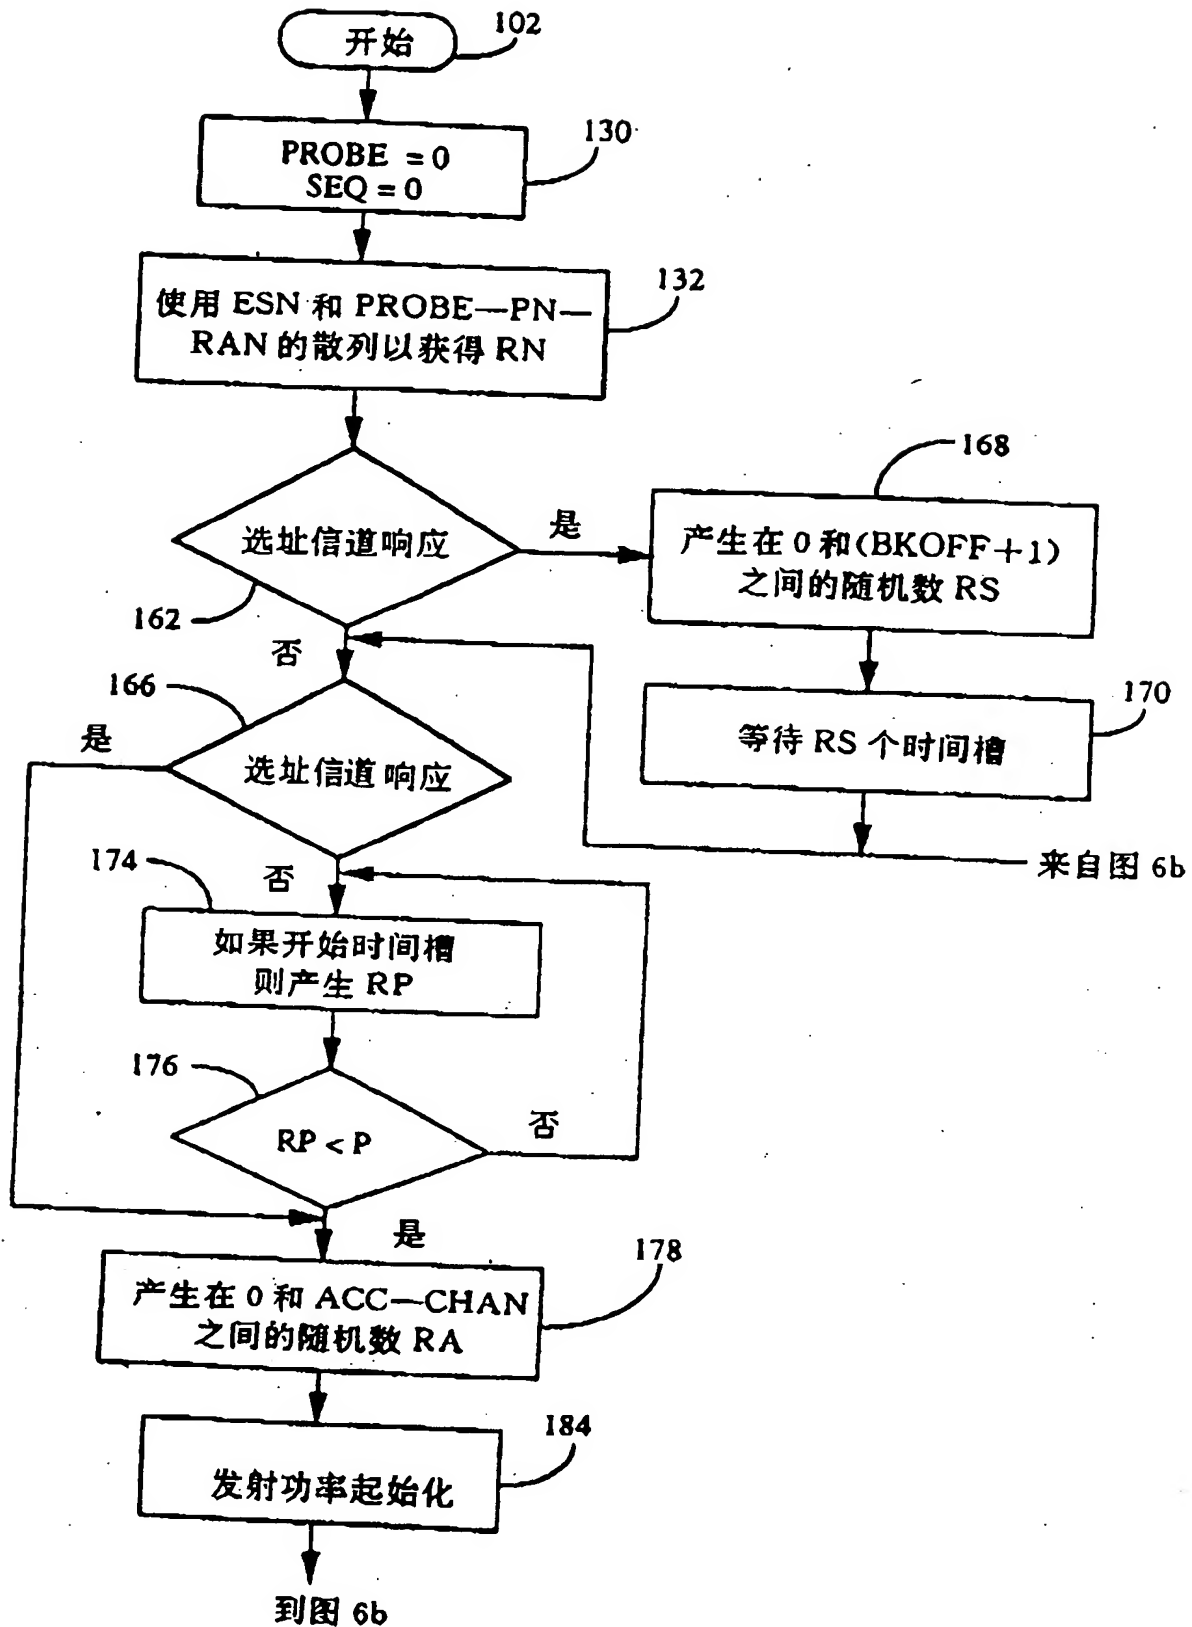 开始
102
PROBE = 0
SEQ = 0
130
使用 ESN 和 PROBE—PN—
RAN 的散列以获得 RN
132
选址信道响应
162
是
产生在 0 和(BKOFF+1)
之间的随机数 RS
168
否
等待 RS 个时间槽
170
166
是
选址信道响应
来自图 6b
174
否
如果开始时间槽
则产生 RP
176
RP < P
否
是
产生在 0 和 ACC—CHAN
之间的随机数 RA
178
发射功率起始化
184
到图 6b